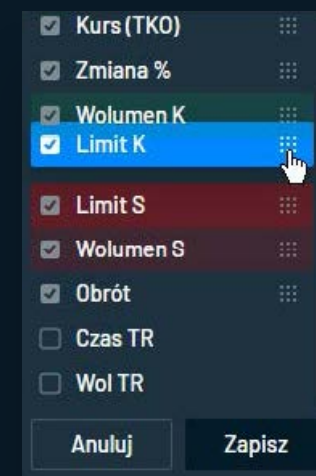 Kurs (TKO)
Zmiana %
Wolumen K
Limit K
Limit S
Wolumen S
Obrót
Czas TR
Wol TR
Anuluj Zapisz